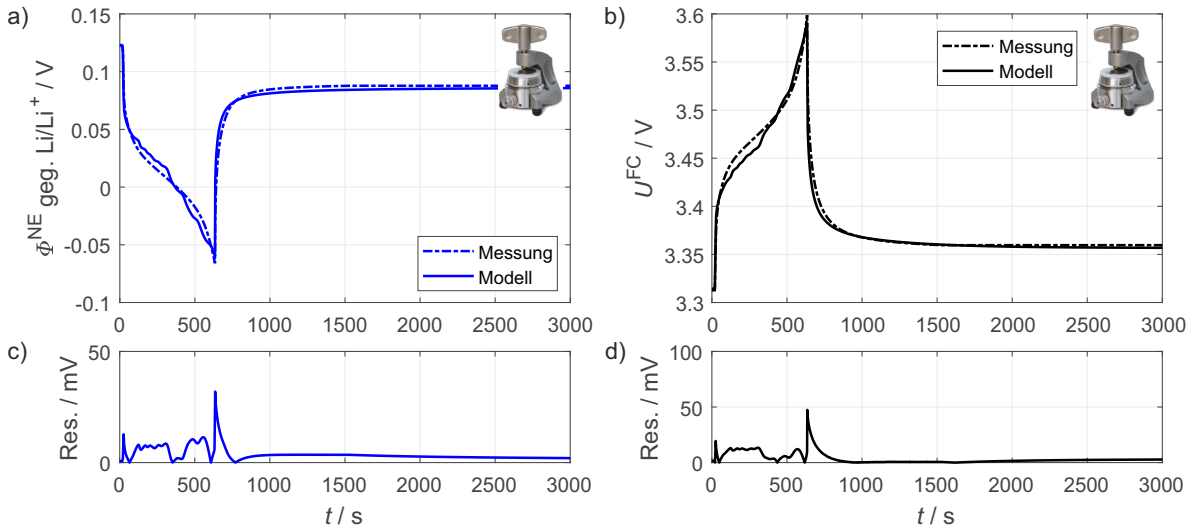 a)
Φ^NE geg. Li/Li⁺ / V
0.15
0.1
0.05
0
-0.05
-0.1
Messung
Modell
0 500 1000 1500 2000 2500 3000
b)
U^FC / V
3.6
3.55
3.5
3.45
3.4
3.35
3.3
Messung
Modell
0 500 1000 1500 2000 2500 3000
c)
Res. / mV
50
0
0 500 1000 1500 2000 2500 3000
t / s
d)
Res. / mV
100
50
0
0 500 1000 1500 2000 2500 3000
t / s